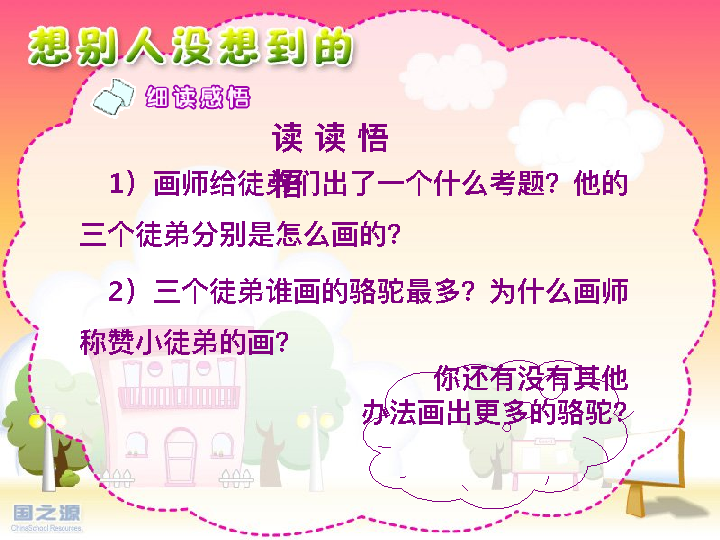 想别人没想到的
细读感悟
读 读 悟
悟
1）画师给徒弟们出了一个什么考题？他的
三个徒弟分别是怎么画的？
2）三个徒弟谁画的骆驼最多？为什么画师
称赞小徒弟的画？
你还有没有其他
办法画出更多的骆驼？
国之源
ChinaSchool Resources